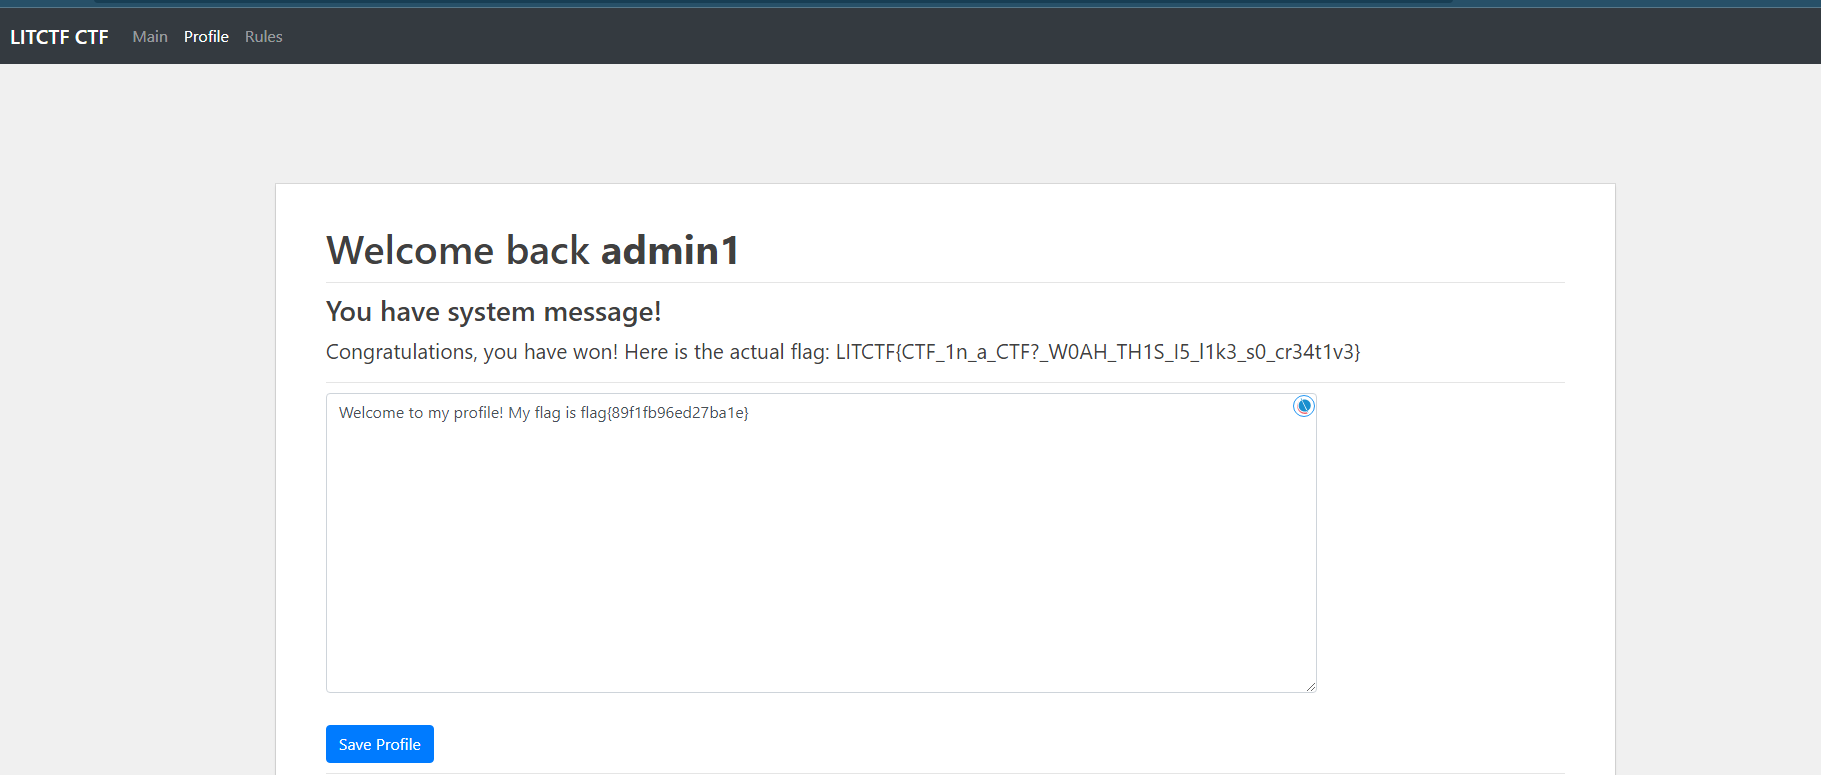 LITCTF CTF Main Profile Rules
Welcome back admin1
You have system message!
Congratulations, you have won! Here is the actual flag: LITCTF{CTF_1n_a_CTF?_W0AH_TH1S_I5_l1k3_s0_cr34t1v3}
Welcome to my profile! My flag is flag{89f1fb96ed27ba1e}
Save Profile